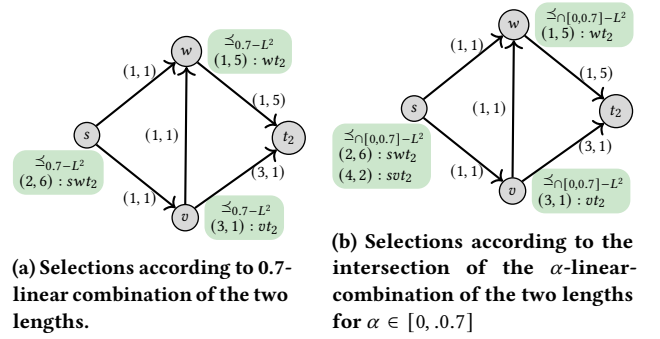 w
⪯0.7−L²
(1, 5) : wt₂
(1, 1)
(1, 5)
s
(1, 1)
t₂
⪯0.7−L²
(2, 6) : swt₂
(1, 1)
(3, 1)
v
⪯0.7−L²
(3, 1) : vt₂
(a) Selections according to 0.7-
linear combination of the two
lengths.
w
⪯∩[0,0.7]−L²
(1, 5) : wt₂
(1, 1)
(1, 5)
s
(1, 1)
t₂
⪯∩[0,0.7]−L²
(2, 6) : swt₂
(4, 2) : svt₂
(1, 1)
(3, 1)
v
⪯∩[0,0.7]−L²
(3, 1) : vt₂
(b) Selections according to the
intersection of the α-linear-
combination of the two lengths
for α ∈ [0, .0.7]